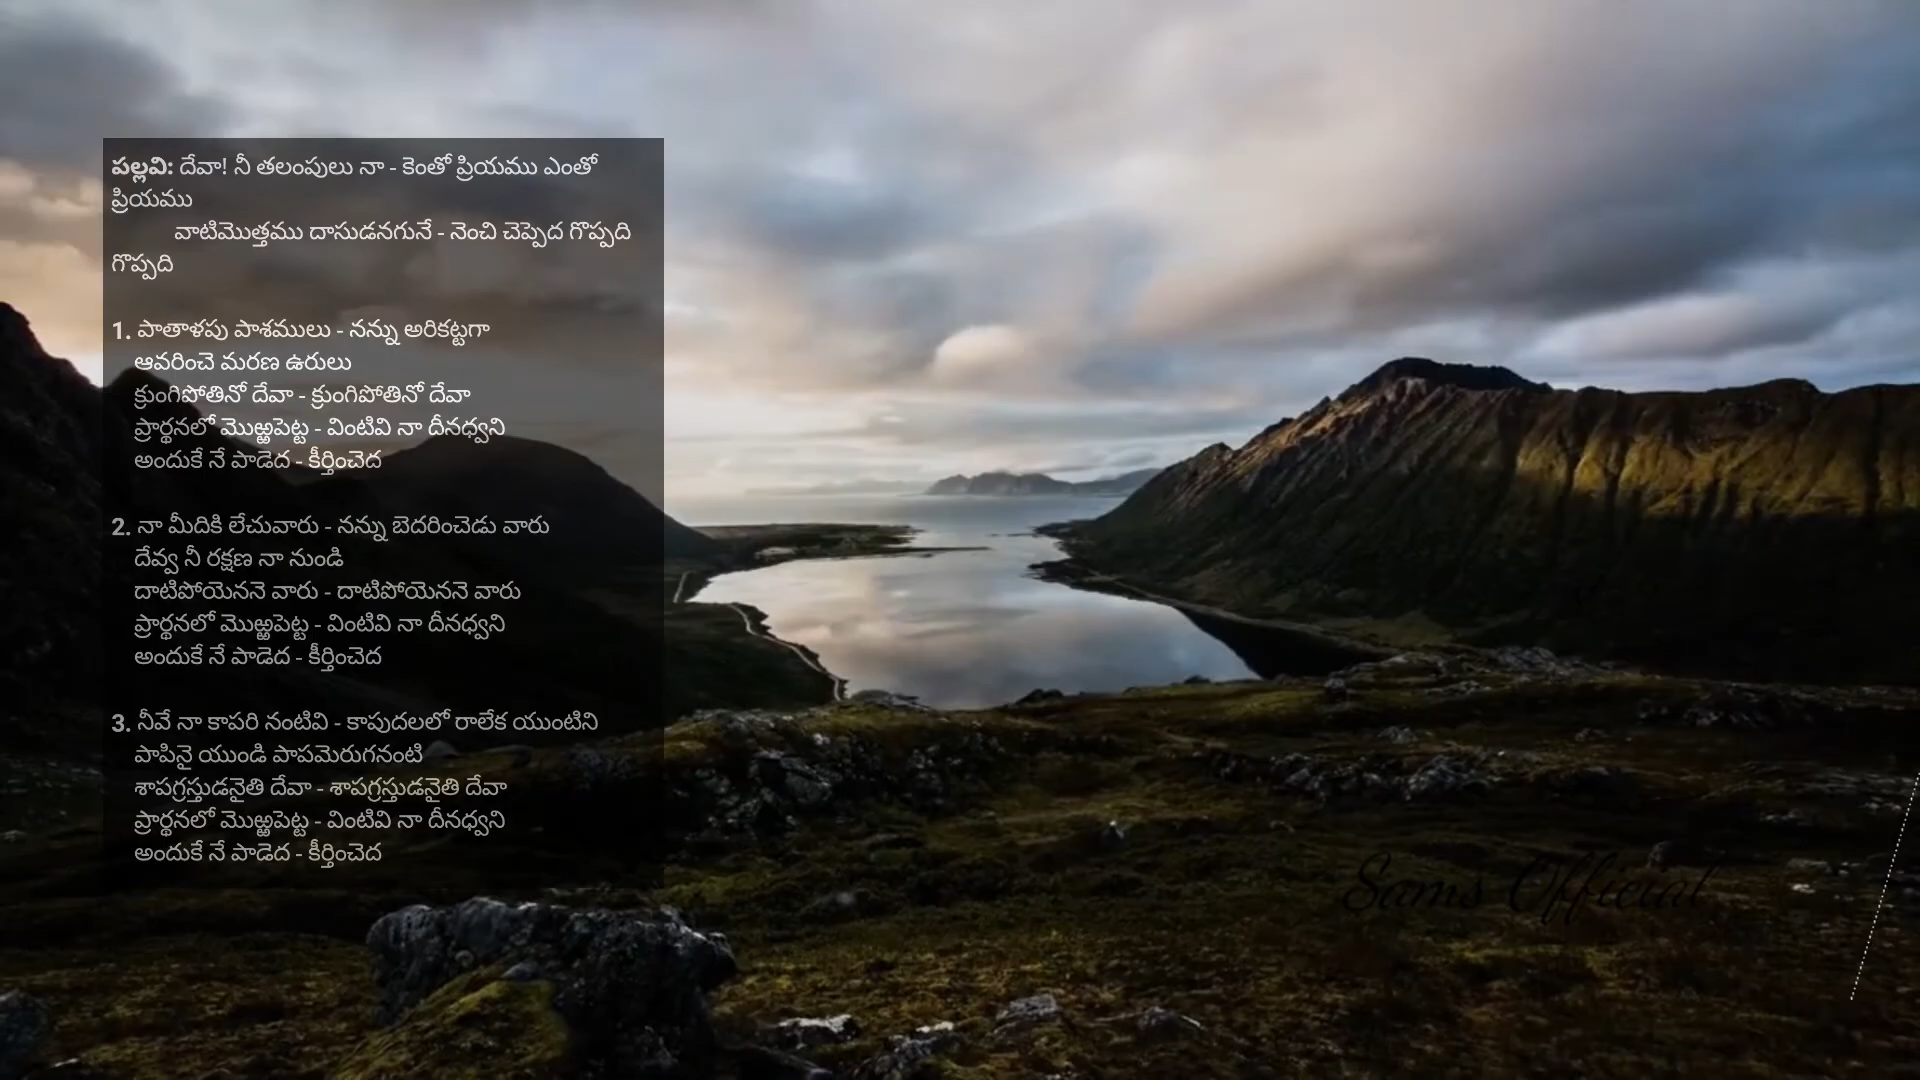 పల్లవి: దేవా! నీ తలంపులు నా - కెంతో ప్రియము ఎంతో
ప్రియము
వాటిమొత్తము దాసుడనగునే - నెంచి చెప్పెద గొప్పది
గొప్పది
1. పాతాళపు పాశములు - నన్ను అరికట్టగా
ఆవరించె మరణ ఉరులు
క్రుంగిపోతినో దేవా - క్రుంగిపోతినో దేవా
ప్రార్థనలో మొఱ్ఱపెట్ట - వింటివి నా దీనధ్వని
అందుకే నే పాడెద - కీర్తించెద
2. నా మీదికి లేచువారు - నన్ను బెదరించెడు వారు
దేవ్వ నీ రక్షణ నా నుండి
దాటిపోయెననె వారు - దాటిపోయెననె వారు
ప్రార్థనలో మొఱ్ఱపెట్ట - వింటివి నా దీనధ్వని
అందుకే నే పాడెద - కీర్తించెద
3. నీవే నా కాపరి నంటివి - కాపుదలలో రాలేక యుంటిని
పాపినై యుండి పాపమెరుగనంటి
శాపగ్రస్తుడనైతి దేవా - శాపగ్రస్తుడనైతి దేవా
ప్రార్థనలో మొఱ్ఱపెట్ట - వింటివి నా దీనధ్వని
అందుకే నే పాడెద - కీర్తించెద
Sams Official